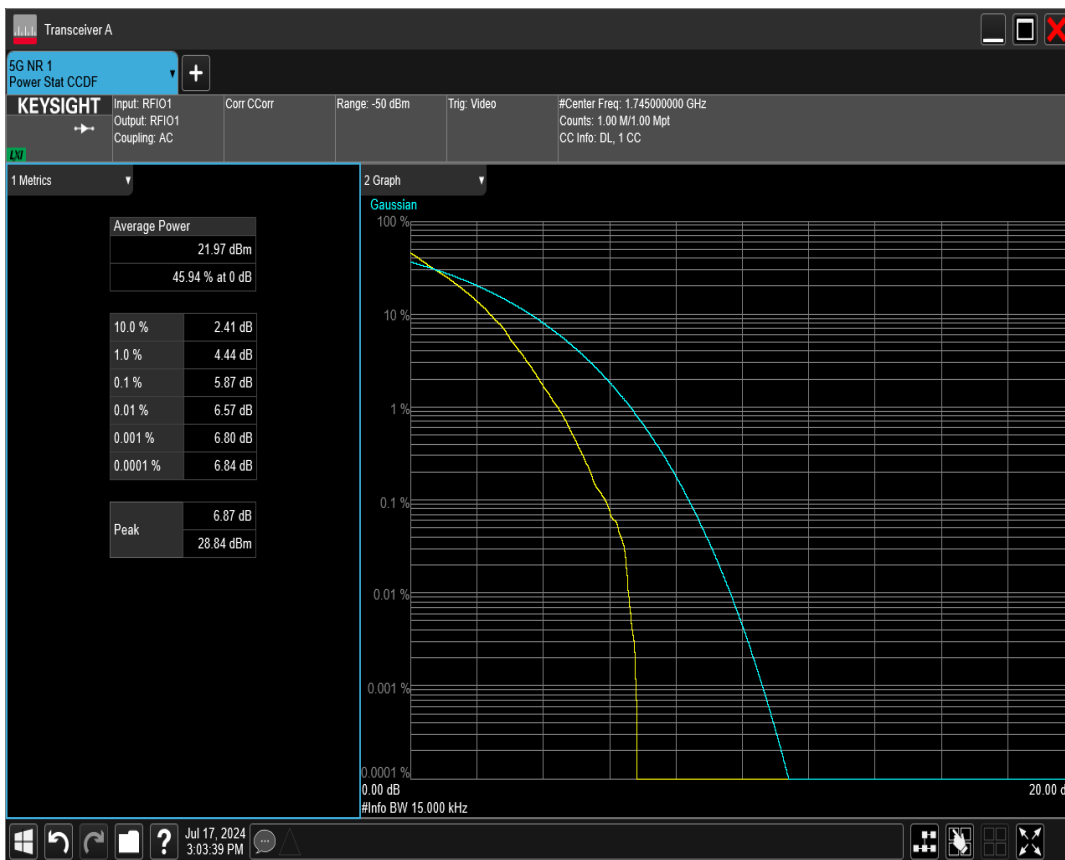 Transceiver A
5G NR 1
Power Stat CCDF
KEYSIGHT
LXI
Input: RFIO1
Output: RFIO1
Coupling: AC
Corr CCorr
Range: -50 dBm
Trig: Video
#Center Freq: 1.745000000 GHz
Counts: 1.00 M/1.00 Mpt
CC Info: DL, 1 CC
1 Metrics
Average Power
21.97 dBm
45.94 % at 0 dB
10.0 % 2.41 dB
1.0 % 4.44 dB
0.1 % 5.87 dB
0.01 % 6.57 dB
0.001 % 6.80 dB
0.0001 % 6.84 dB
Peak
6.87 dB
28.84 dBm
2 Graph
Gaussian
100 %
10 %
1 %
0.1 %
0.01 %
0.001 %
0.0001 %
0.00 dB
20.00 d
#Info BW 15.000 kHz
?
Jul 17, 2024
3:03:39 PM